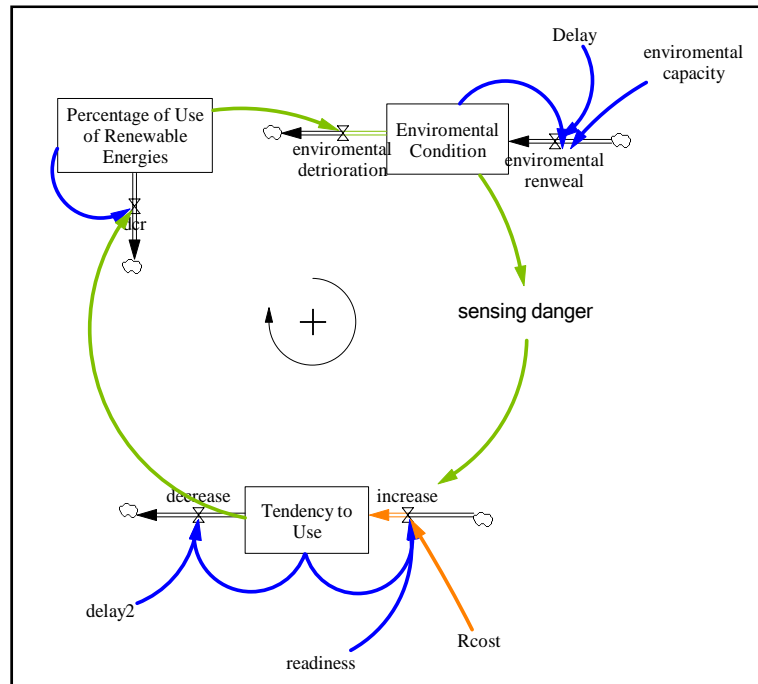 Delay
enviromental
capacity
Percentage of Use
of Renewable
Energies
Enviromental
Condition
enviromental
detrioration
enviromental
renweal
dcr
sensing danger
+
decrease
increase
Tendency to
Use
delay2
readiness
Rcost